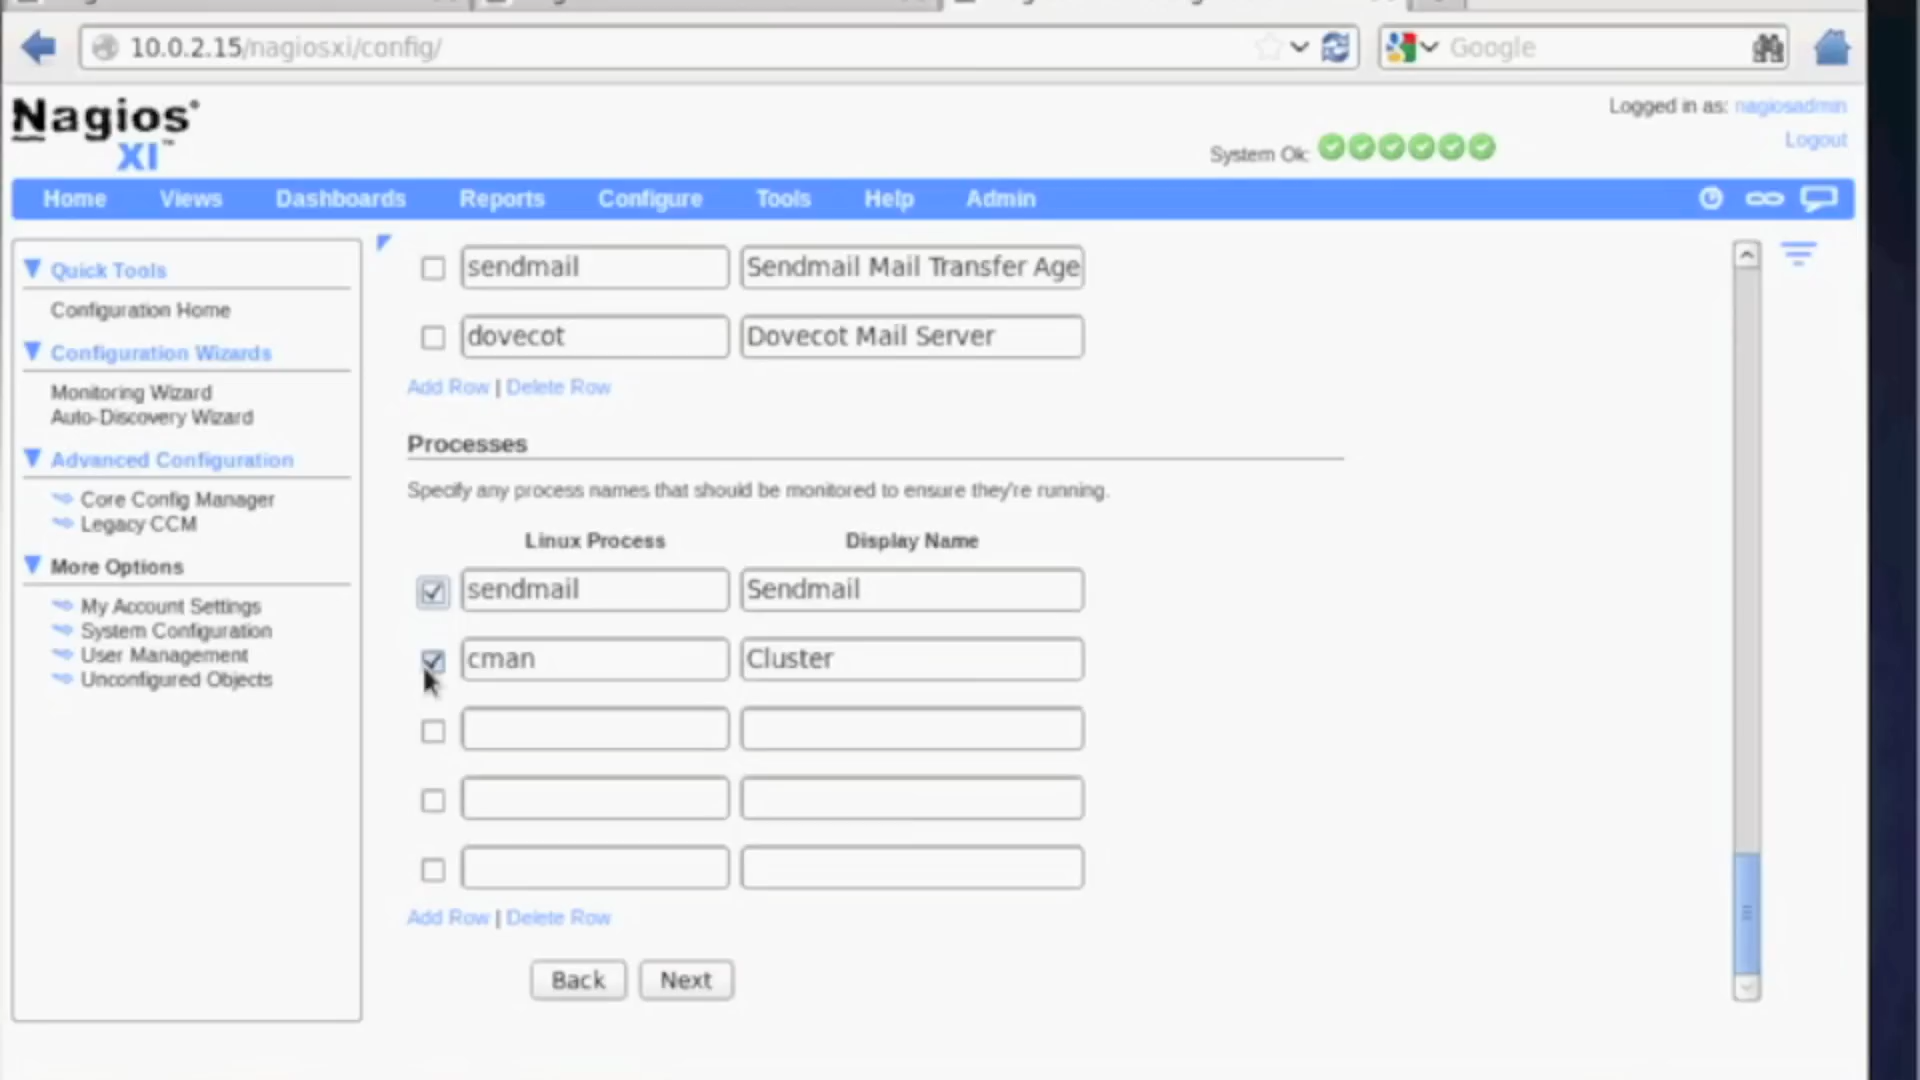 10.0.2.15/nagiosxi/config/
Google
Nagios®
XI™
Logged in as: nagiosadmin
Logout
System Ok:
Home Views Dashboards Reports Configure Tools Help Admin
Quick Tools
Configuration Home
Configuration Wizards
Monitoring Wizard
Auto-Discovery Wizard
Advanced Configuration
Core Config Manager
Legacy CCM
More Options
My Account Settings
System Configuration
User Management
Unconfigured Objects
sendmail Sendmail Mail Transfer Age
dovecot Dovecot Mail Server
Add Row | Delete Row
Processes
Specify any process names that should be monitored to ensure they're running.
Linux Process Display Name
sendmail Sendmail
cman Cluster
Add Row | Delete Row
Back Next